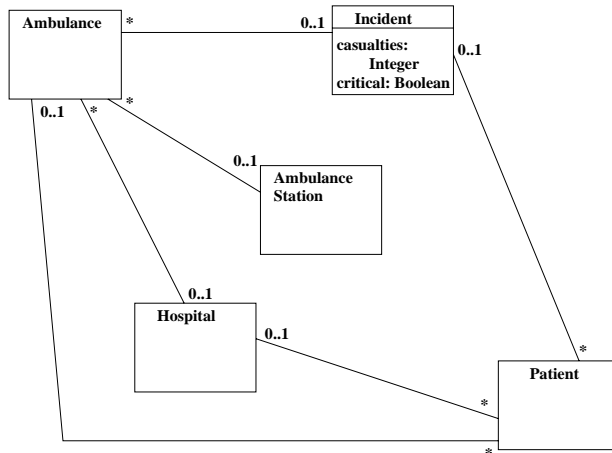 Ambulance
*
0..1
Incident
casualties:
Integer
critical: Boolean
0..1
0..1
*
*
0..1
Ambulance
Station
0..1
Hospital
0..1
*
Patient
*
*